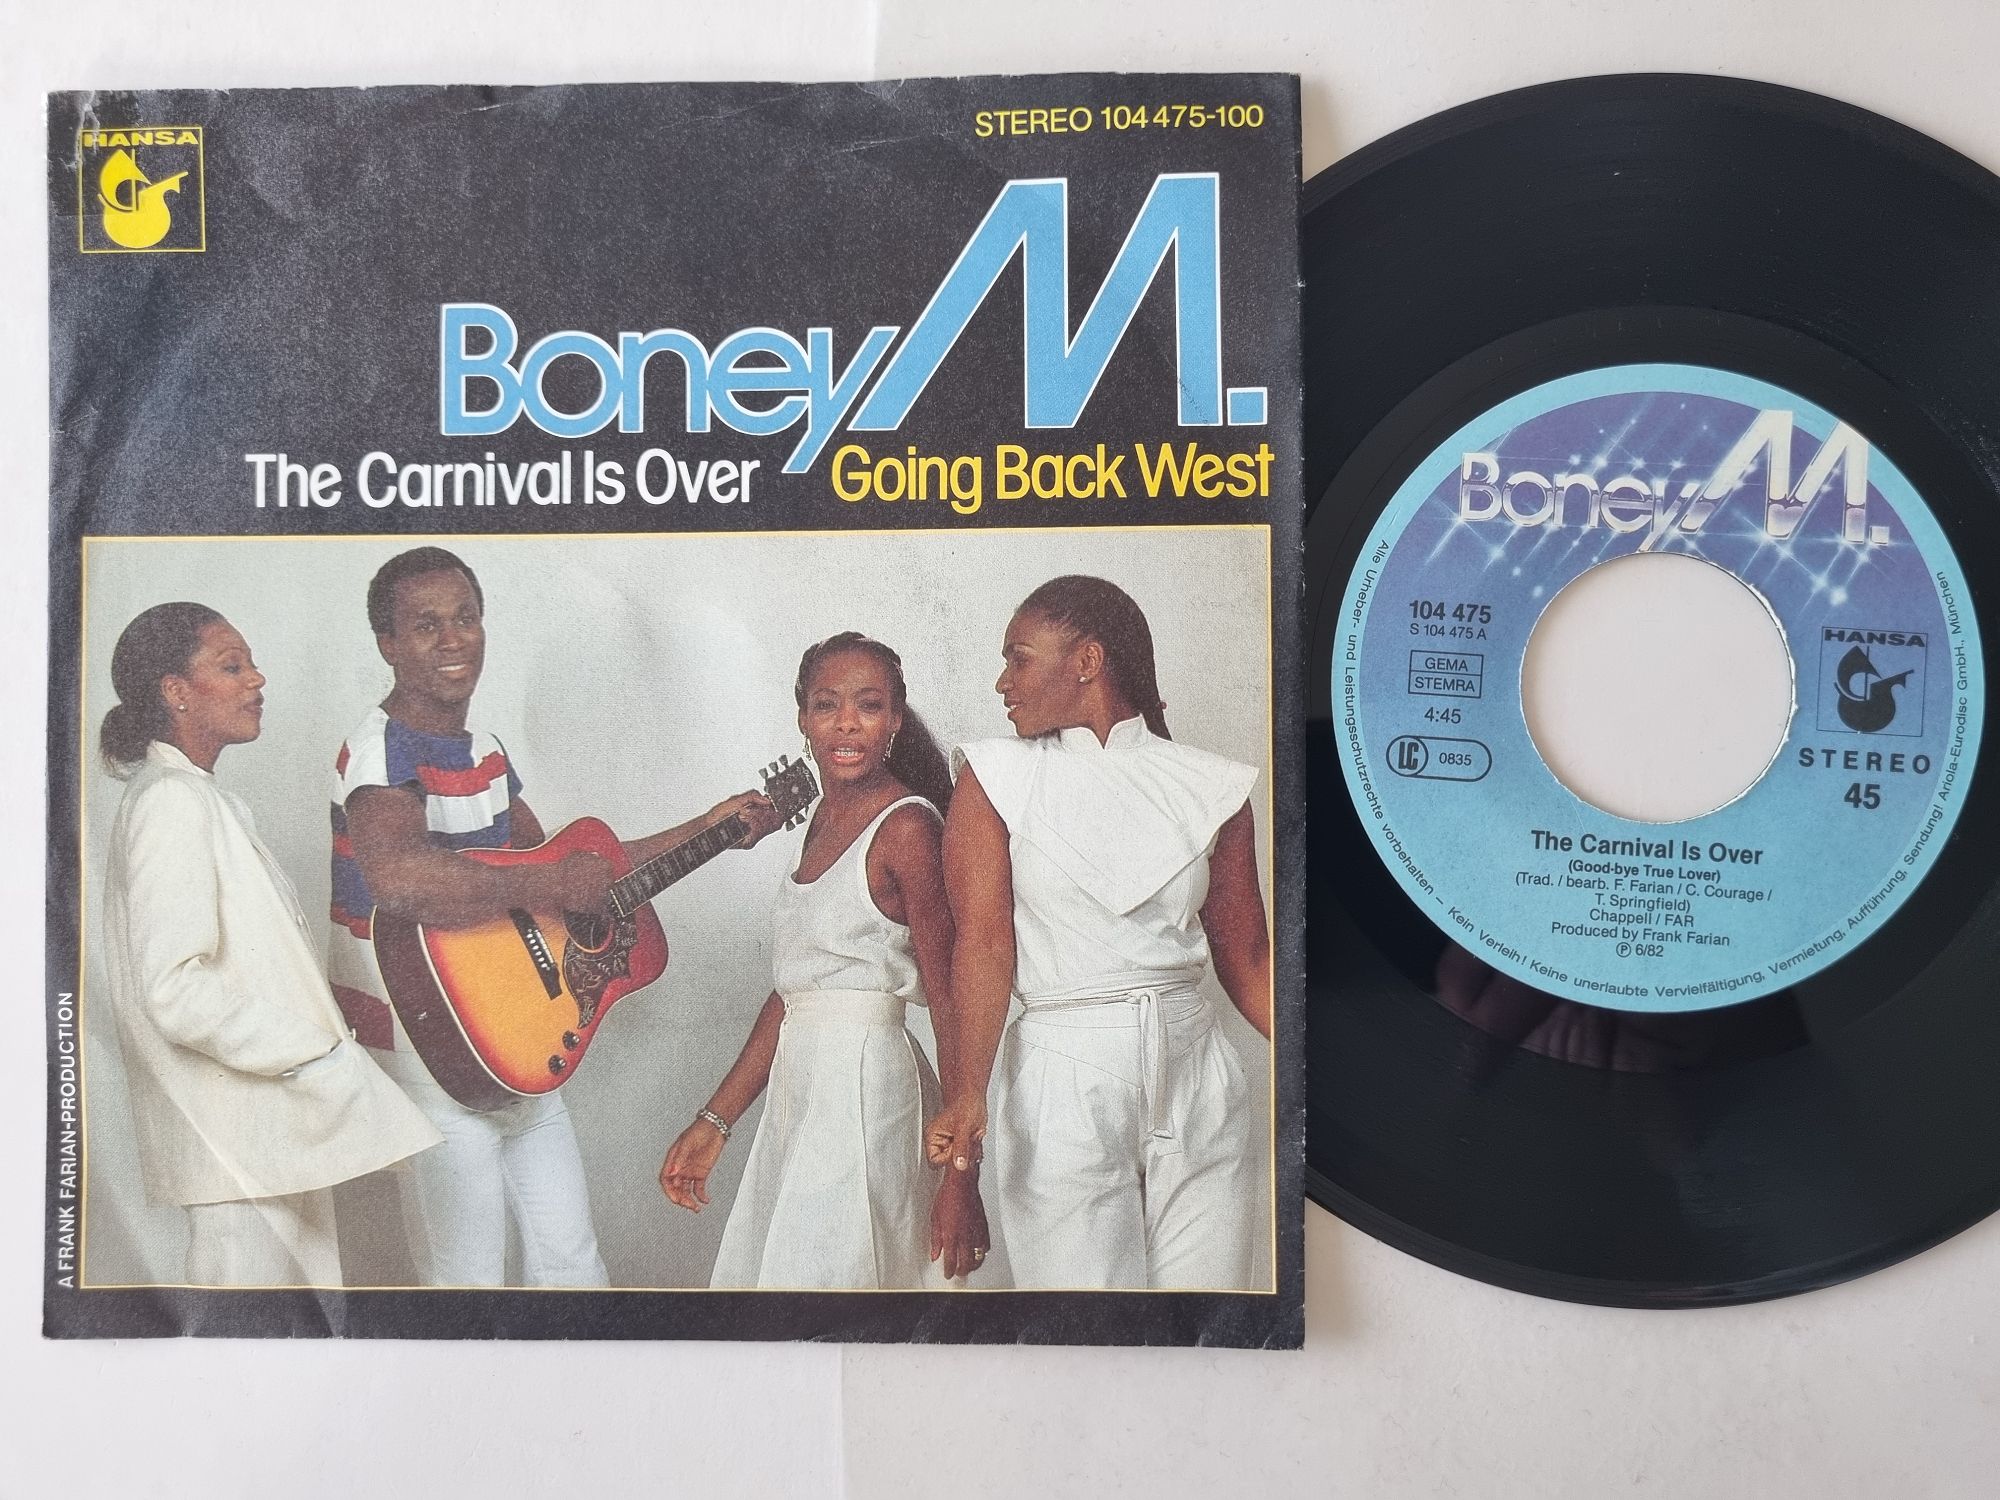 HANSA
STEREO 104 475-100
Boney M.
The Carnival Is Over
Going Back West
A FRANK FARIAN-PRODUCTION
Boney M.
104 475
S 104 475 A
GEMA
STEMRA
4:45
LC 0835
HANSA
STEREO
45
The Carnival Is Over
(Good-bye True Lover)
(Trad. / bearb. F. Farian / C. Courage /
T. Springfield)
Chappell / FAR
Produced by Frank Farian
Ⓟ 6/82
Alle Urheber- und Leistungsschutzrechte vorbehalten – Kein Verleih! Keine unerlaubte Vervielfältigung, Vermietung, Aufführung, Sendung! Ariola-Eurodisc GmbH., München